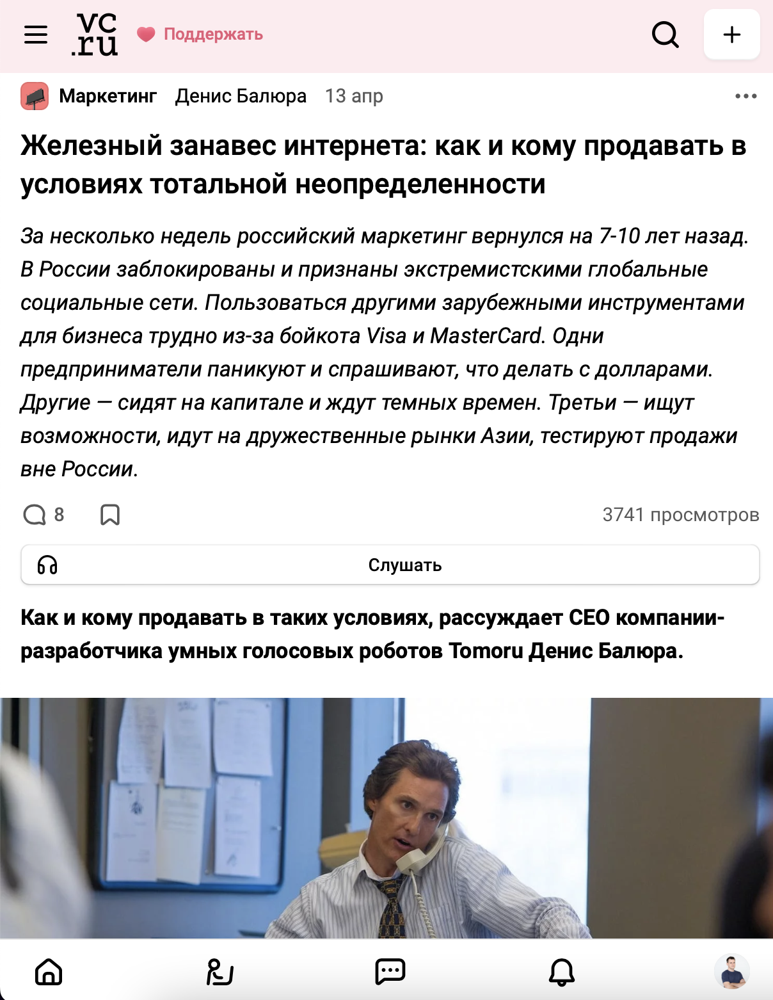 vc
.ru
Поддержать
Маркетинг Денис Балюра 13 апр
Железный занавес интернета: как и кому продавать в
условиях тотальной неопределенности
За несколько недель российский маркетинг вернулся на 7-10 лет назад.
В России заблокированы и признаны экстремистскими глобальные
социальные сети. Пользоваться другими зарубежными инструментами
для бизнеса трудно из-за бойкота Visa и MasterCard. Одни
предприниматели паникуют и спрашивают, что делать с долларами.
Другие — сидят на капитале и ждут темных времен. Третьи — ищут
возможности, идут на дружественные рынки Азии, тестируют продажи
вне России.
8
3741 просмотров
Слушать
Как и кому продавать в таких условиях, рассуждает CEO компании-
разработчика умных голосовых роботов Tomoru Денис Балюра.